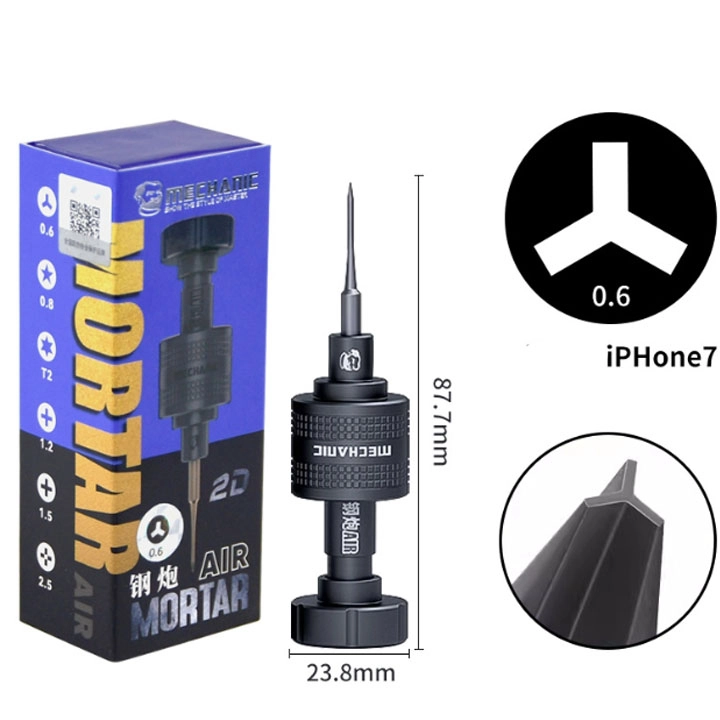 MECHANIC
SHOW THE STYLE OF MASTER.
0.6
0.8
T2
1.2
1.5
2.5
MORTAR
AIR
MECHANIC
2D
0.6
钢炮
AIR
MORTAR
MECHANIC
钢炮AIR
87.7mm
23.8mm
0.6
iPHone7